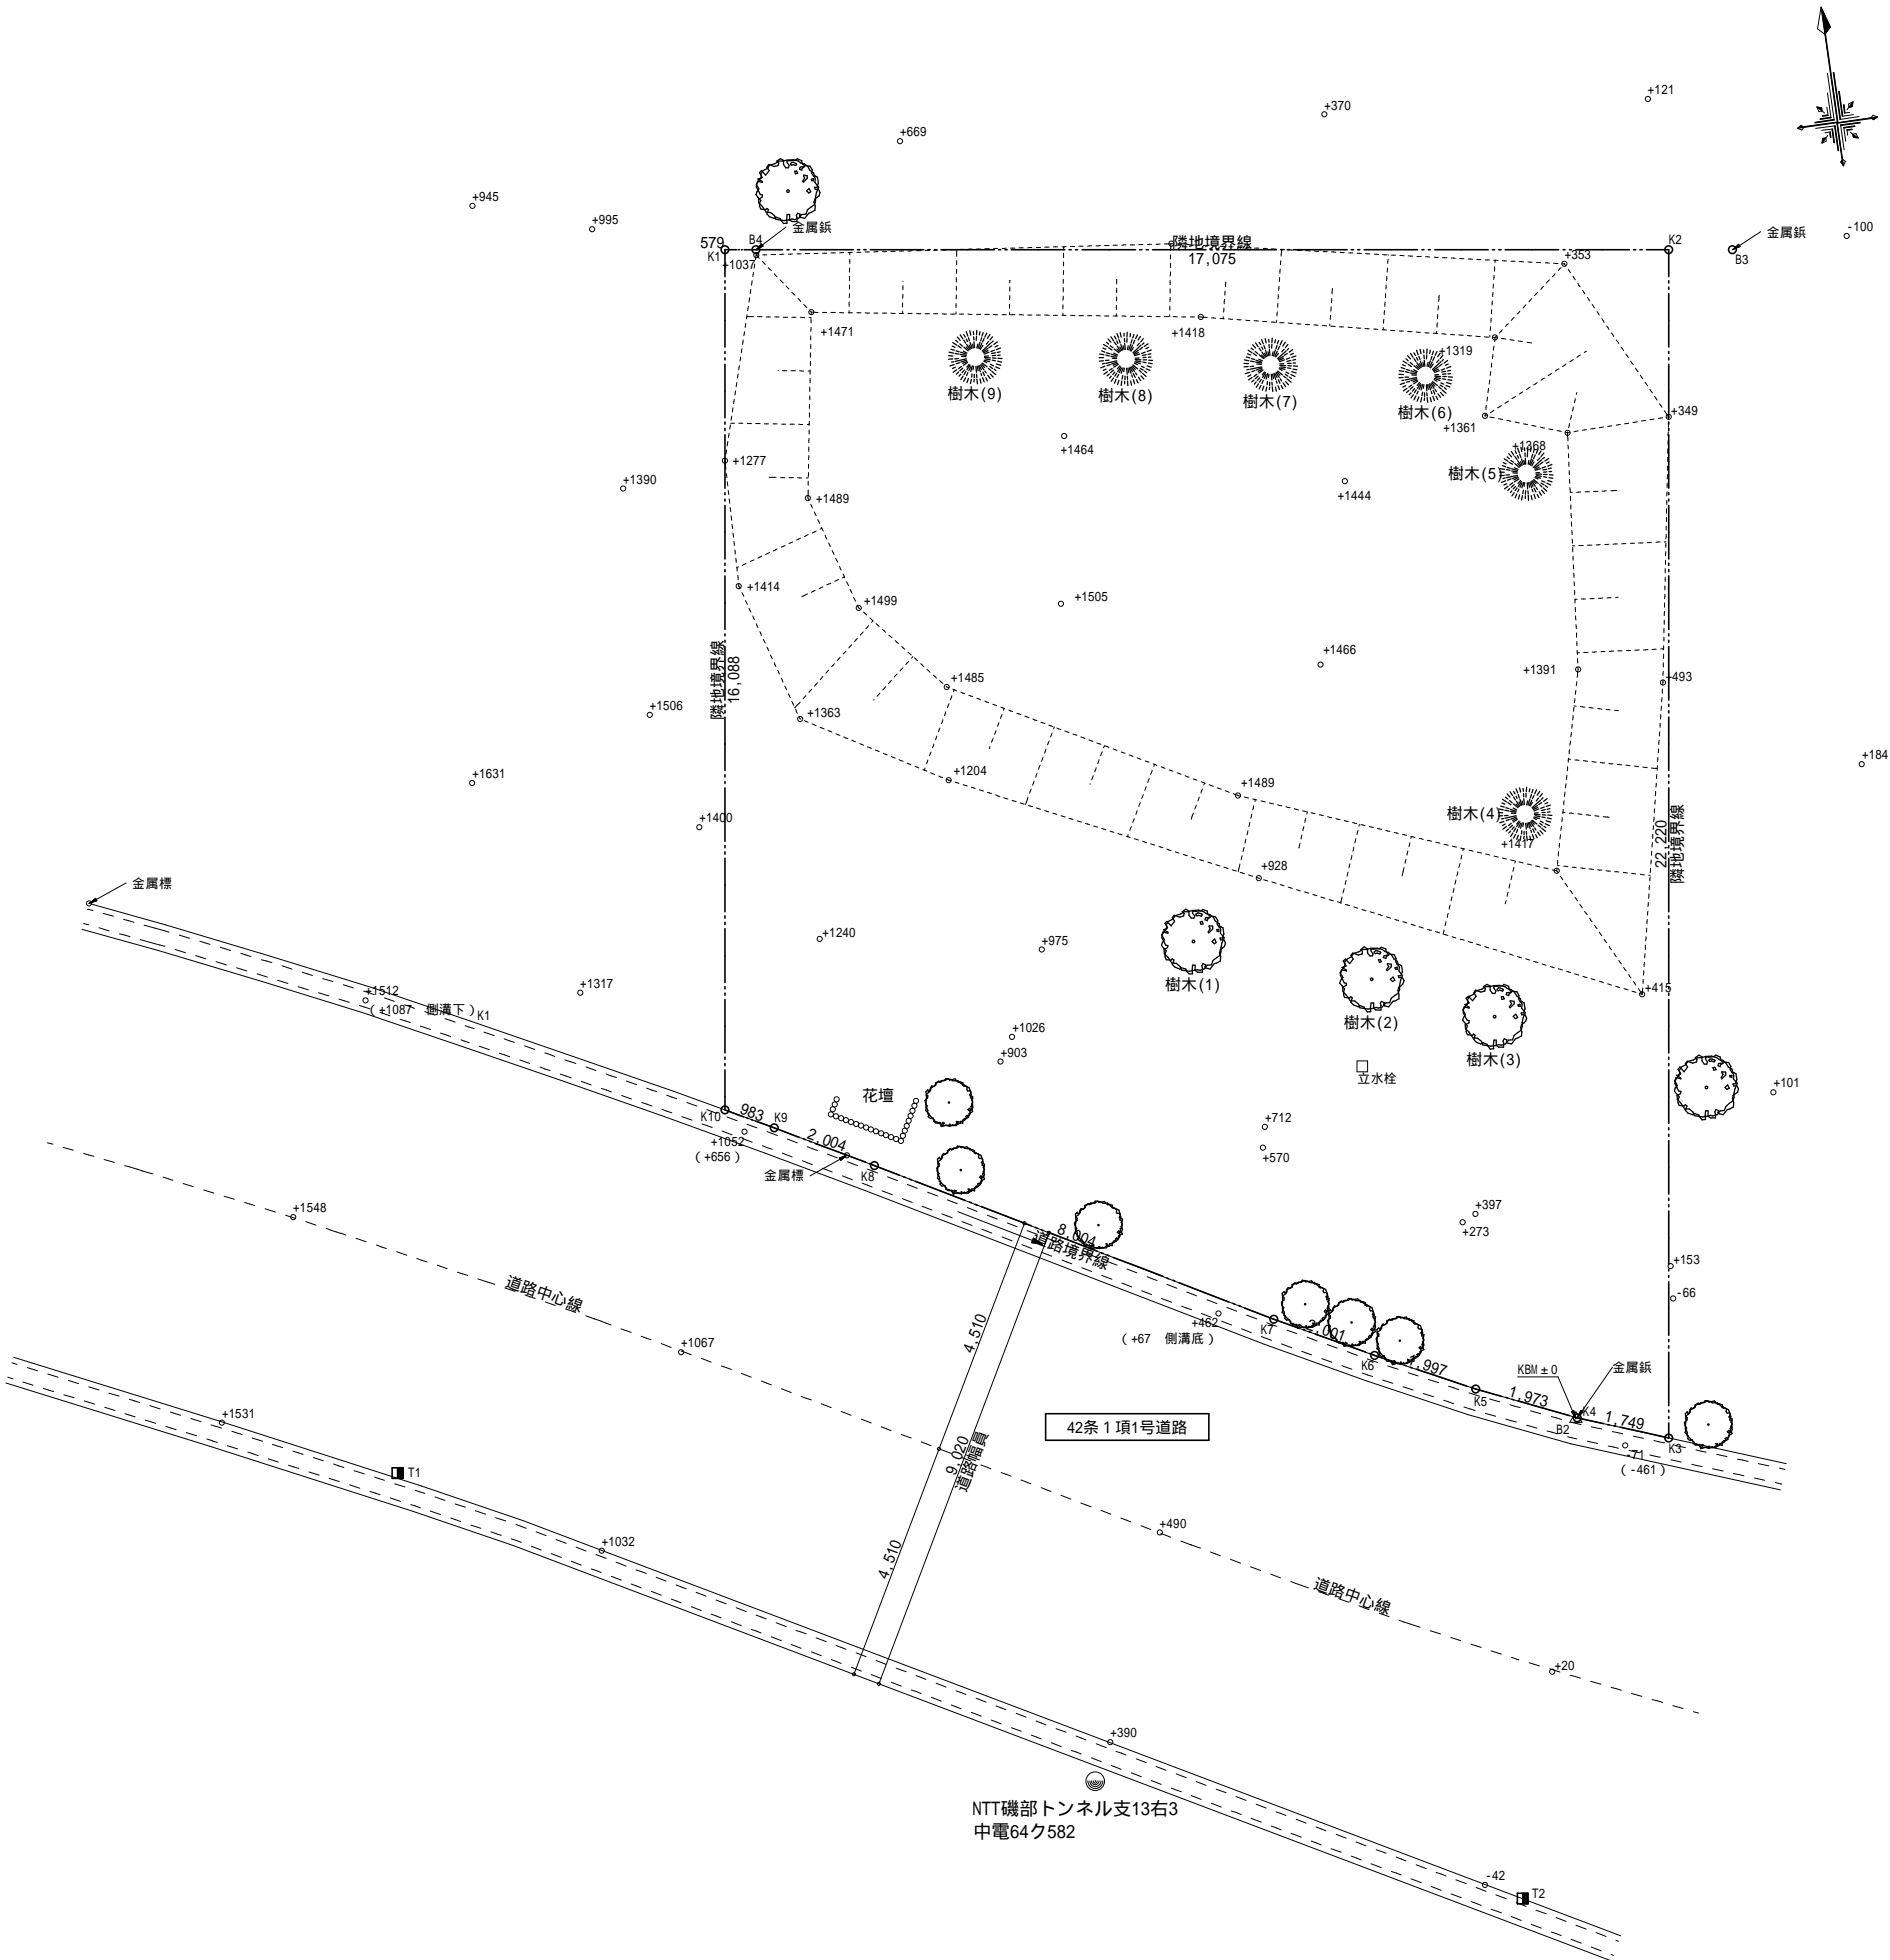 +121
+370
+669
+945
+995
金属鋲
-100
579
B4
隣地境界線
K2
金属鋲
K1
+1037
17,075
+353
B3
+1471
+1418
+1319
樹木(9)
樹木(8)
樹木(7)
樹木(6)
+349
+1361
+1368
+1464
+1277
樹木(5)
+1390
+1444
+1489
+1414
+1499
+1505
隣地境界線
16,088
+1466
+1391
+1485
+493
+1506
+1363
+184
+1631
+1204
+1489
樹木(4)
+1400
22,220
隣地境界線
+1417
+928
金属標
+1240
+975
樹木(1)
+1317
+415
+1512
(+1087 側溝下)
K1
樹木(2)
+1026
+903
樹木(3)
立水栓
+101
花壇
983
K10
K9
+712
2,004
+1052
(+656)
+570
金属標
K8
+397
+1548
8,004
+273
道路境界線
+153
道路中心線
-66
+462
(+67 側溝底)
K7
2,001
4,510
+1067
K6
1,997
KBM±0
金属鋲
K5
1,973
K4
1,749
+1531
42条1項1号道路
B2
K3
9,020
道路幅員
-71
(-461)
T1
+490
+1032
4,510
道路中心線
+20
+390
NTT磯部トンネル支13右3
中電64ク582
-42
T2